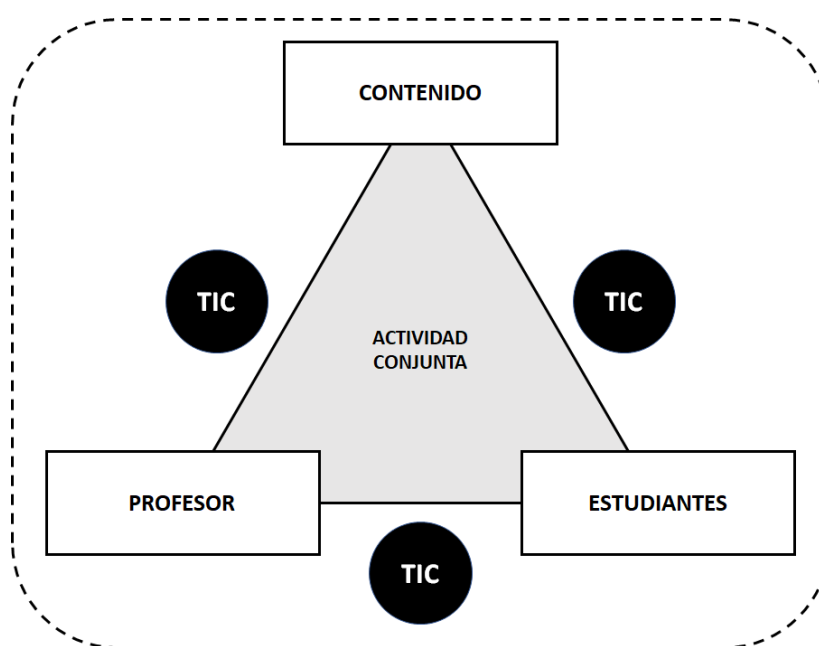 CONTENIDO
TIC
TIC
ACTIVIDAD
CONJUNTA
PROFESOR
ESTUDIANTES
TIC